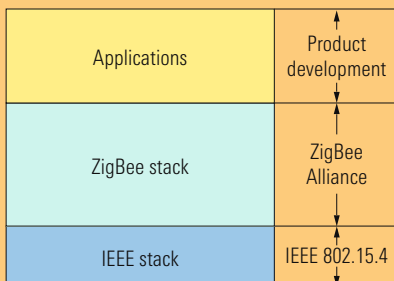 Applications
Product
development
ZigBee stack
ZigBee
Alliance
IEEE stack
IEEE 802.15.4